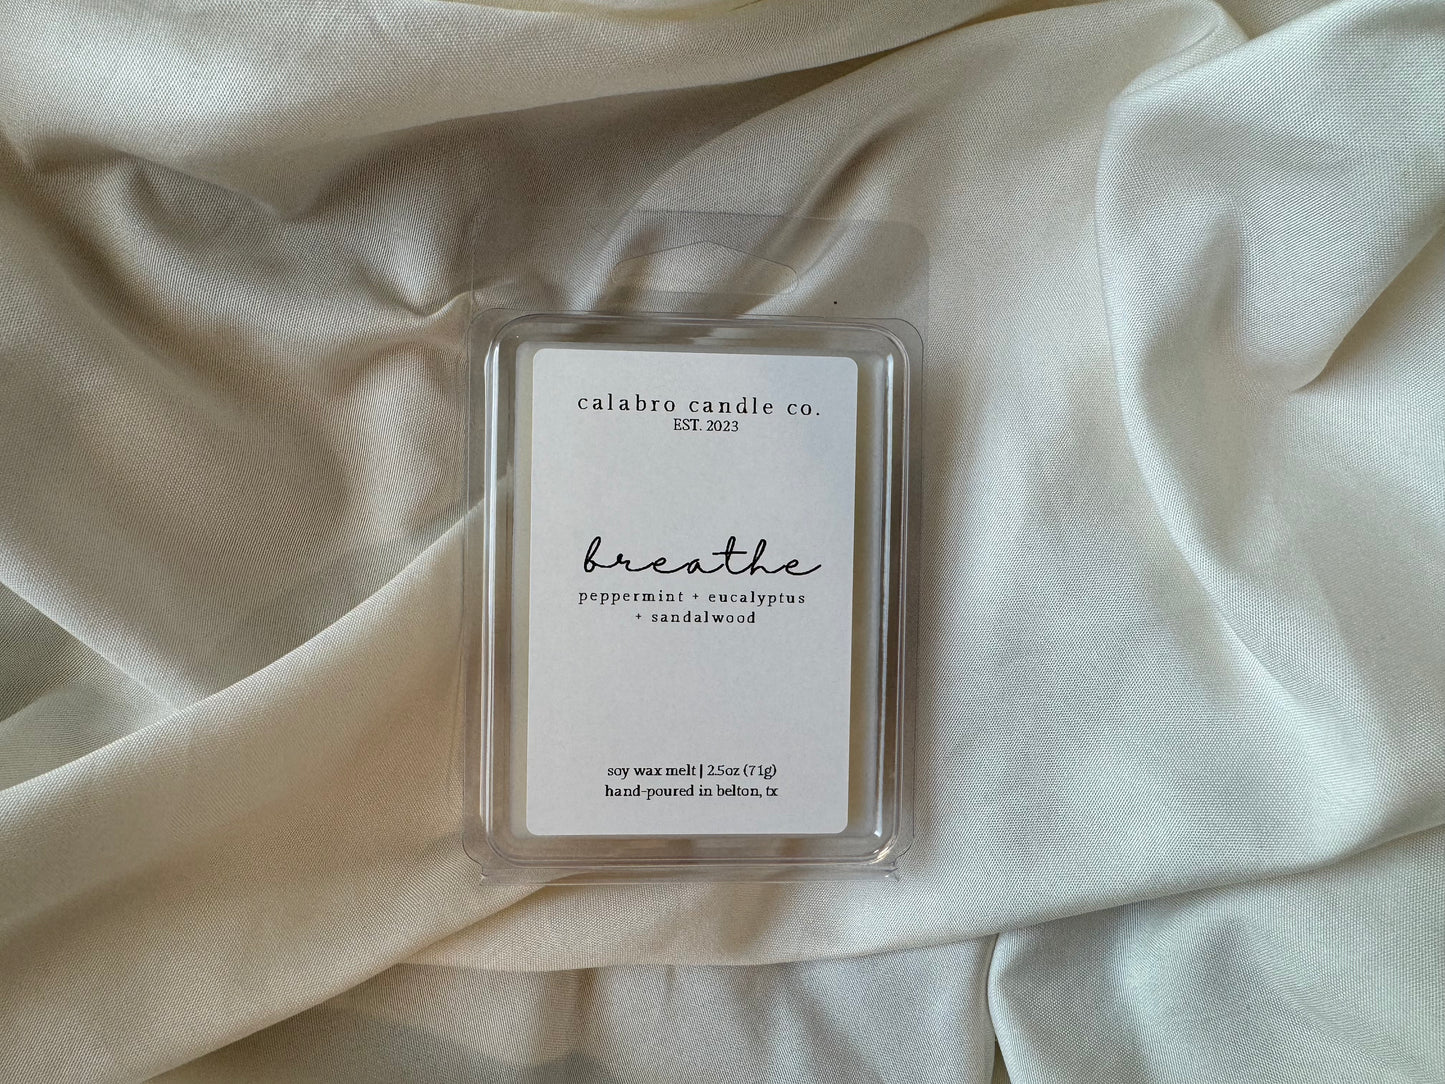 calabro candle co.
EST. 2023
breathe
peppermint + eucalyptus
+ sandalwood
soy wax melt | 2.5oz (71g)
hand-poured in belton, tx